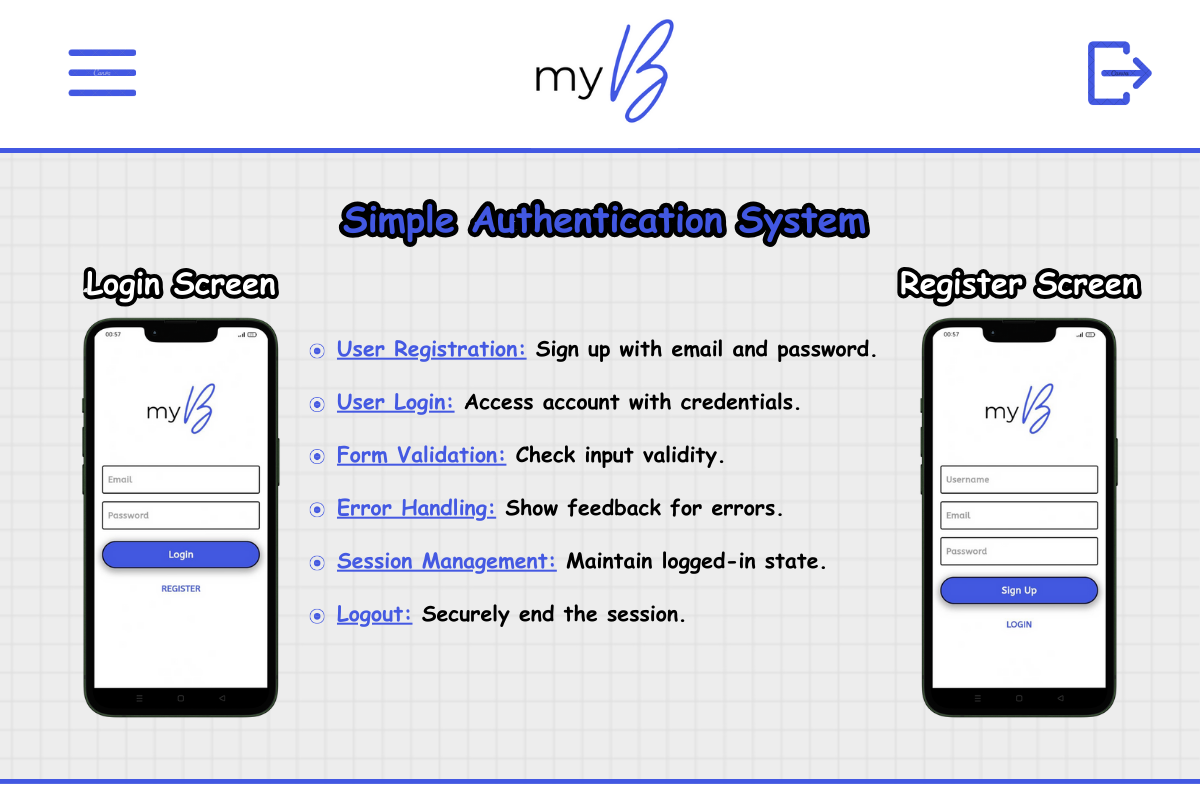 my B
Simple Authentication System
Login Screen
Register Screen
00:57
my B
Email
Password
Login
REGISTER
User Registration: Sign up with email and password.
User Login: Access account with credentials.
Form Validation: Check input validity.
Error Handling: Show feedback for errors.
Session Management: Maintain logged-in state.
Logout: Securely end the session.
00:57
my B
Username
Email
Password
Sign Up
LOGIN